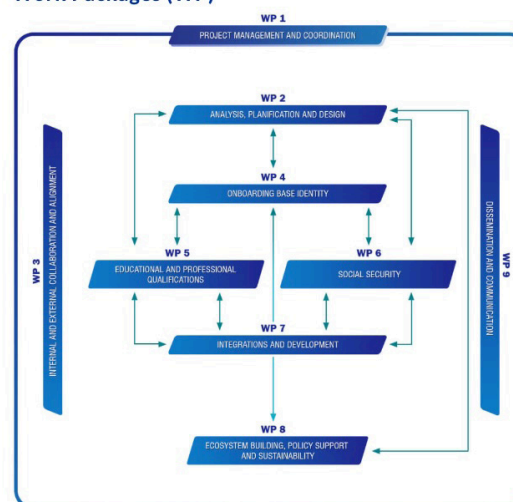 Work Packages (WP)
WP 1
PROJECT MANAGEMENT AND COORDINATION
WP 2
ANALYSIS, PLANIFICATION AND DESIGN
WP 4
ONBOARDING BASE IDENTITY
WP 3
INTERNAL AND EXTERNAL COLLABORATION AND ALIGNMENT
WP 5
EDUCATIONAL AND PROFESSIONAL
QUALIFICATIONS
WP 6
SOCIAL SECURITY
WP 9
DISSEMINATION AND COMMUNICATION
WP 7
INTEGRATIONS AND DEVELOPMENT
WP 8
ECOSYSTEM BUILDING, POLICY SUPPORT
AND SUSTAINABILITY